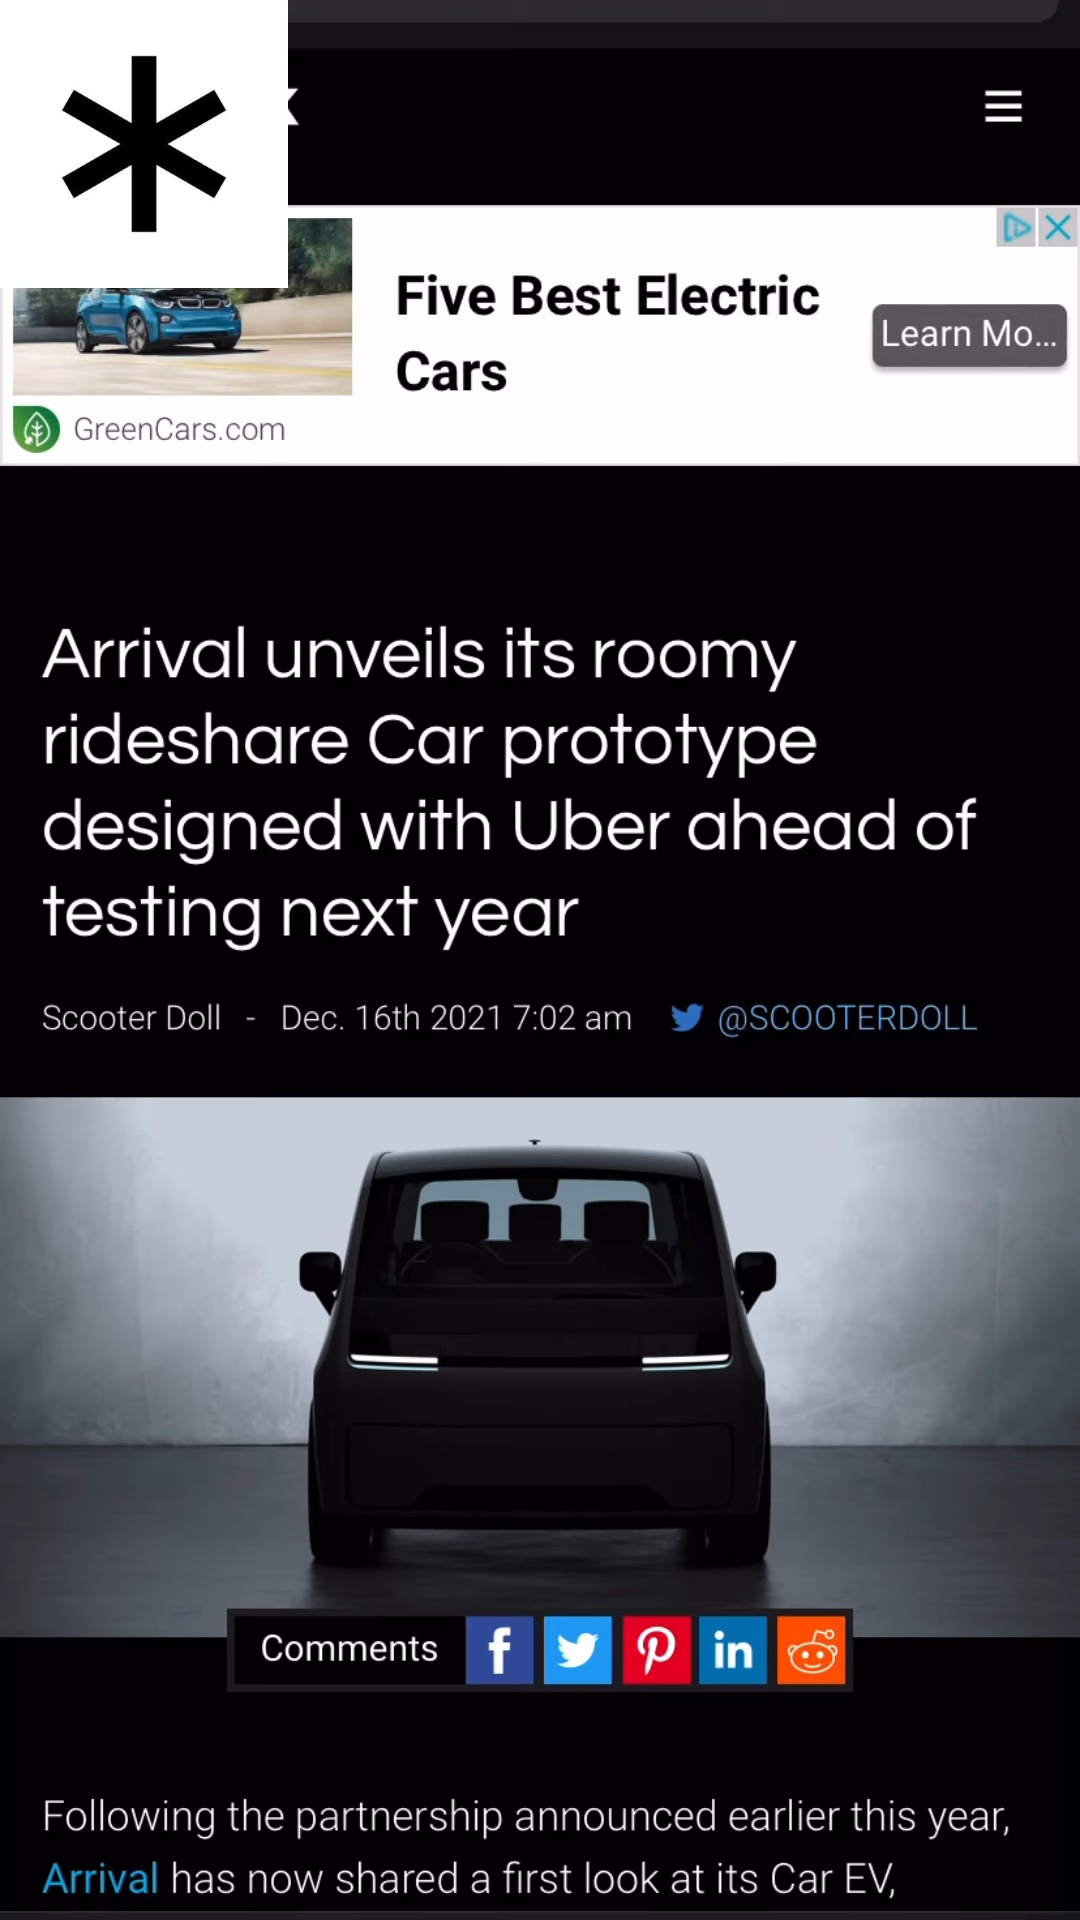 Five Best Electric
Cars
Learn Mo...
GreenCars.com
Arrival unveils its roomy
rideshare Car prototype
designed with Uber ahead of
testing next year
Scooter Doll - Dec. 16th 2021 7:02 am @SCOOTERDOLL
Comments
Following the partnership announced earlier this year,
Arrival has now shared a first look at its Car EV,